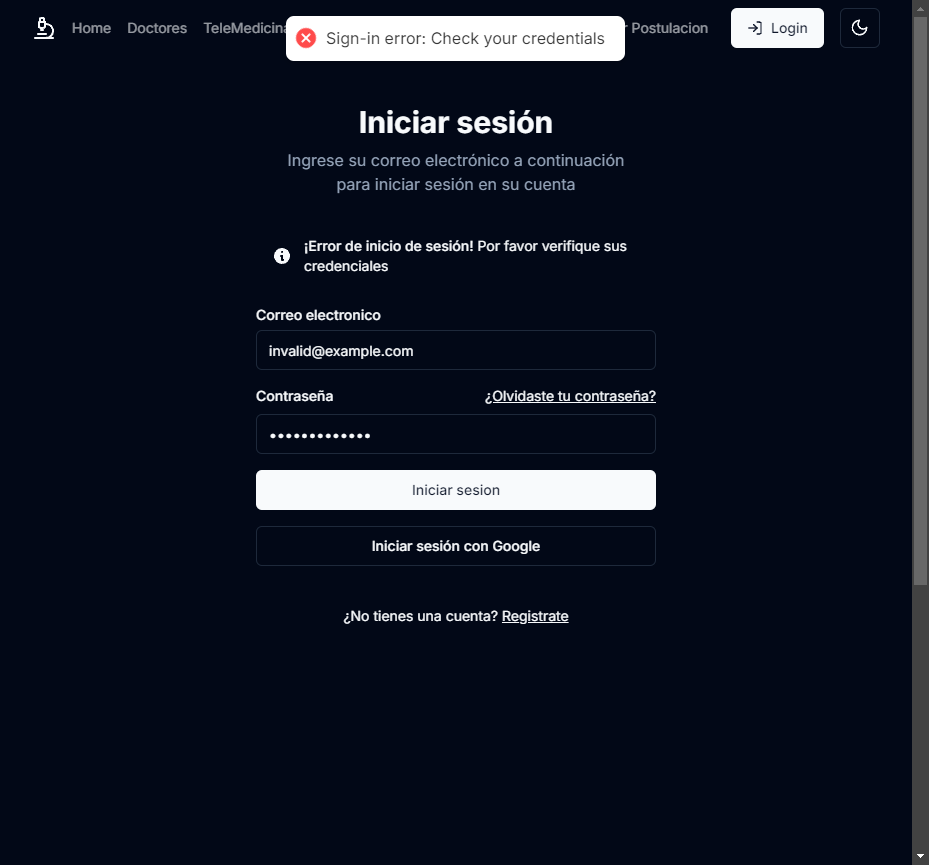 Home Doctores TeleMedicina Postulacion Login
Sign-in error: Check your credentials
Iniciar sesión
Ingrese su correo electrónico a continuación
para iniciar sesión en su cuenta
¡Error de inicio de sesión! Por favor verifique sus
credenciales
Correo electronico
invalid@example.com
Contraseña ¿Olvidaste tu contraseña?
•••••••••••••
Iniciar sesion
Iniciar sesión con Google
¿No tienes una cuenta? Registrate